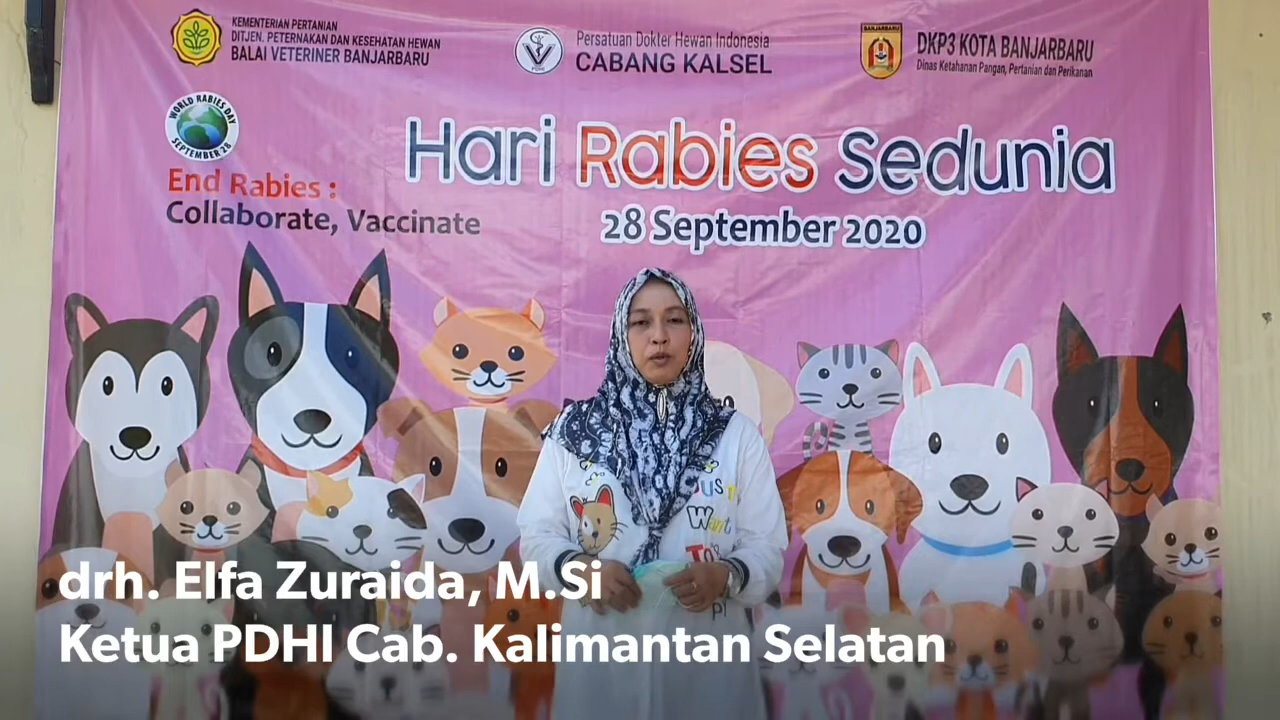 KEMENTERIAN PERTANIAN
DITJEN. PETERNAKAN DAN KESEHATAN HEWAN
BALAI VETERINER BANJARBARU
PDHI
Persatuan Dokter Hewan Indonesia
CABANG KALSEL
BANJARBARU
DKP3 KOTA BANJARBARU
Dinas Ketahanan Pangan, Pertanian dan Perikanan
WORLD RABIES DAY
SEPTEMBER 28
Hari Rabies Sedunia
End Rabies :
Collaborate, Vaccinate
28 September 2020
Want
drh. Elfa Zuraida, M.Si
Ketua PDHI Cab. Kalimantan Selatan